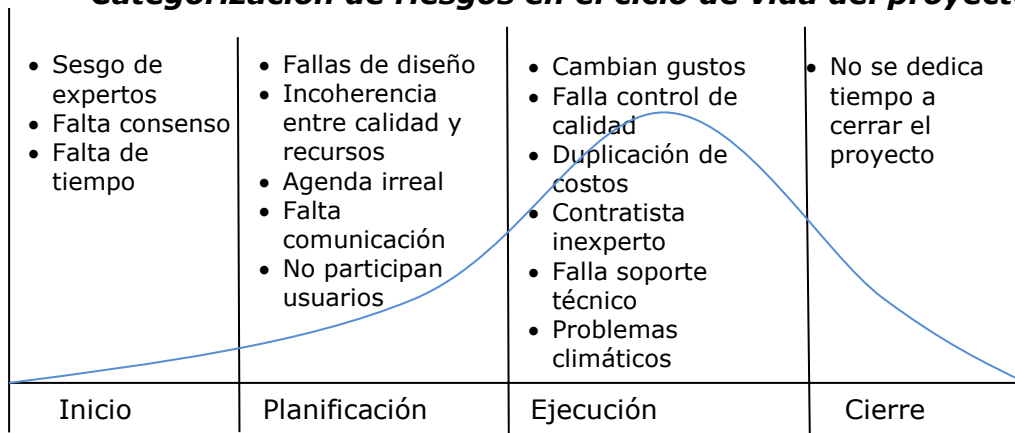 Categorización de riesgos en el ciclo de vida del proyecto
• Sesgo de
expertos
• Falta consenso
• Falta de
tiempo
• Fallas de diseño
• Incoherencia
entre calidad y
recursos
• Agenda irreal
• Falta
comunicación
• No participan
usuarios
• Cambian gustos
• Falla control de
calidad
• Duplicación de
costos
• Contratista
inexperto
• Falla soporte
técnico
• Problemas
climáticos
• No se dedica
tiempo a
cerrar el
proyecto
Inicio
Planificación
Ejecución
Cierre